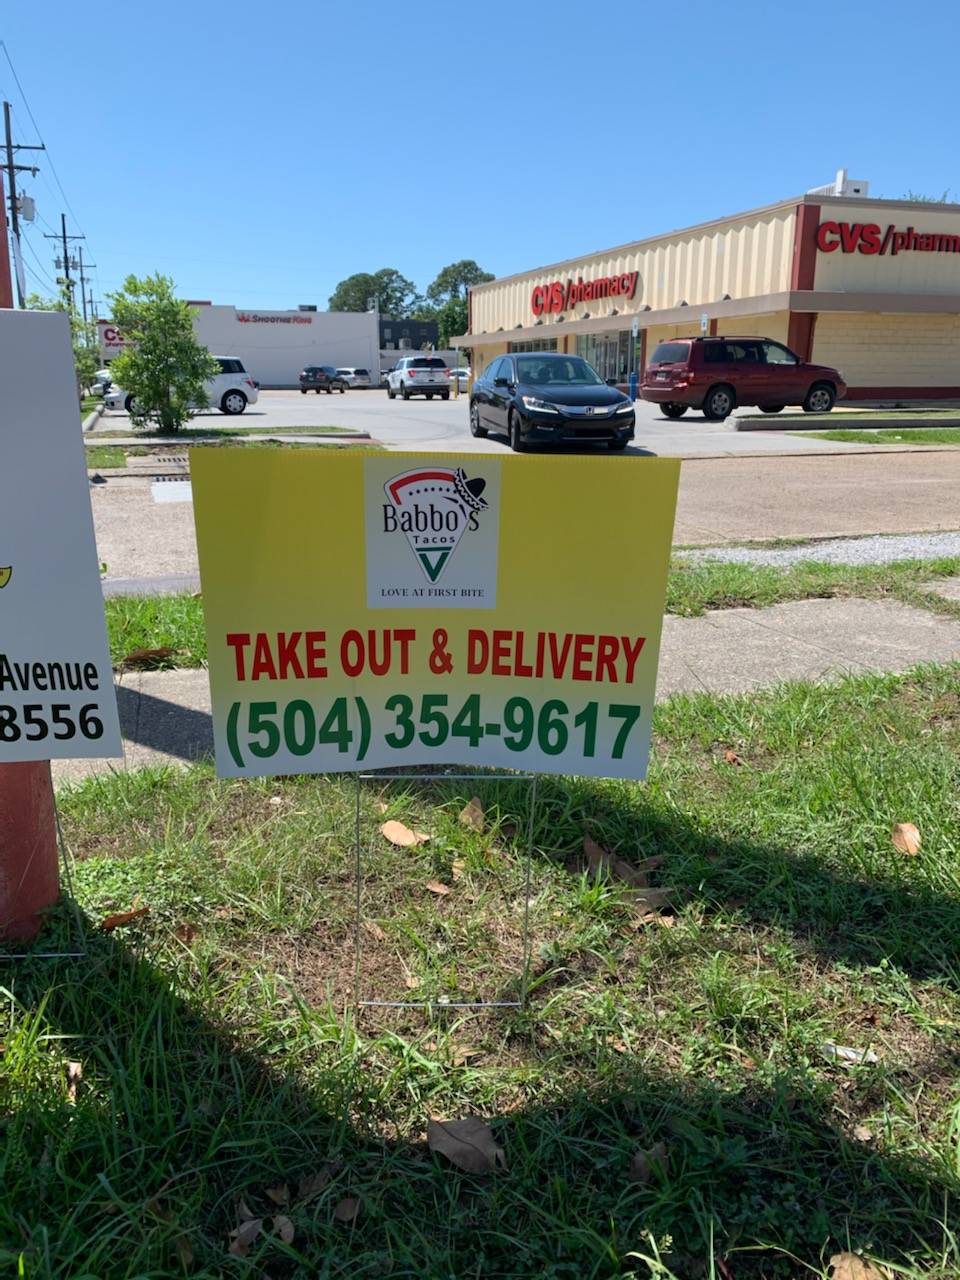 CVS/pharm
CVS/pharmacy
SMOOTHIE KING
Babbo's
Tacos
LOVE AT FIRST BITE
TAKE OUT & DELIVERY
(504) 354-9617
Avenue
8556